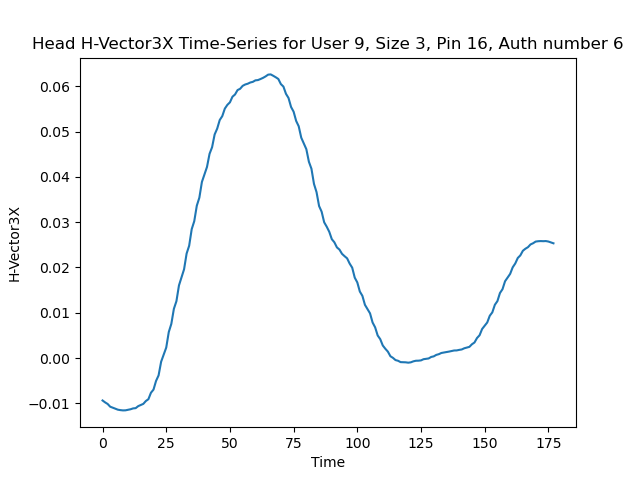 Head H-Vector3X Time-Series for User 9, Size 3, Pin 16, Auth number 6
H-Vector3X
0.06
0.05
0.04
0.03
0.02
0.01
0.00
−0.01
0 25 50 75 100 125 150 175
Time